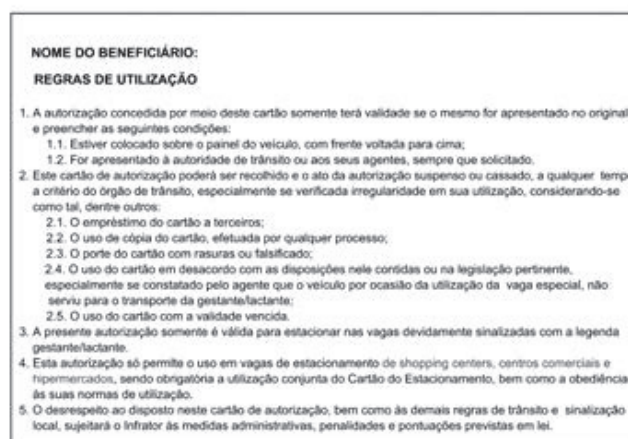 NOME DO BENEFICIÁRIO:
REGRAS DE UTILIZAÇÃO
1. A autorização concedida por meio deste cartão somente terá validade se o mesmo for apresentado no original
e preencher as seguintes condições:
1.1. Estiver colocado sobre o painel do veículo, com frente voltada para cima;
1.2. For apresentado à autoridade de trânsito ou aos seus agentes, sempre que solicitado.
2. Este cartão de autorização poderá ser recolhido e o ato da autorização suspenso ou cassado, a qualquer tempo
a critério do órgão de trânsito, especialmente se verificada irregularidade em sua utilização, considerando-se
como tal, dentre outros:
2.1. O empréstimo do cartão a terceiros;
2.2. O uso de cópia do cartão, efetuada por qualquer processo;
2.3. O porte do cartão com rasuras ou falsificado;
2.4. O uso do cartão em desacordo com as disposições nele contidas ou na legislação pertinente,
especialmente se constatado pelo agente que o veículo por ocasião da utilização da vaga especial, não
serviu para o transporte da gestante/lactante;
2.5. O uso do cartão com a validade vencida.
3. A presente autorização somente é válida para estacionar nas vagas devidamente sinalizadas com a legenda
gestante/lactante.
4. Esta autorização só permite o uso em vagas de estacionamento de shopping centers, centros comerciais e
hipermercados, sendo obrigatória a utilização conjunta do Cartão do Estacionamento, bem como a obediência
às suas normas de utilização.
5. O desrespeito ao disposto neste cartão de autorização, bem como às demais regras de trânsito e sinalização
local, sujeitará o Infrator às medidas administrativas, penalidades e pontuações previstas em lei.